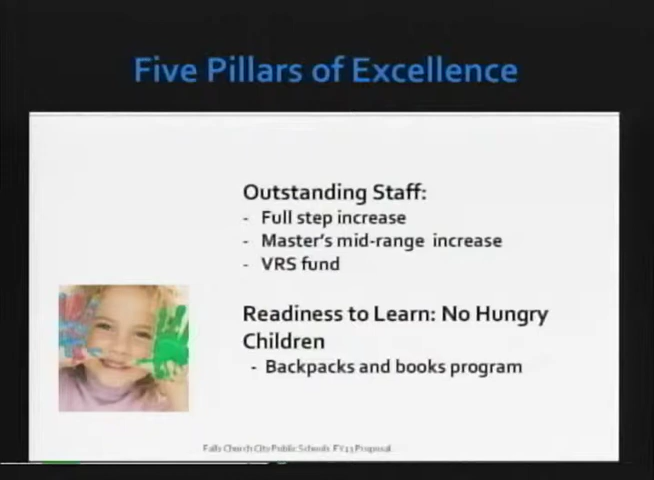 Five Pillars of Excellence
Outstanding Staff:
- Full step increase
- Master's mid-range increase
- VRS fund
Readiness to Learn: No Hungry
Children
- Backpacks and books program
Falls Church City Public Schools FY13 Proposal